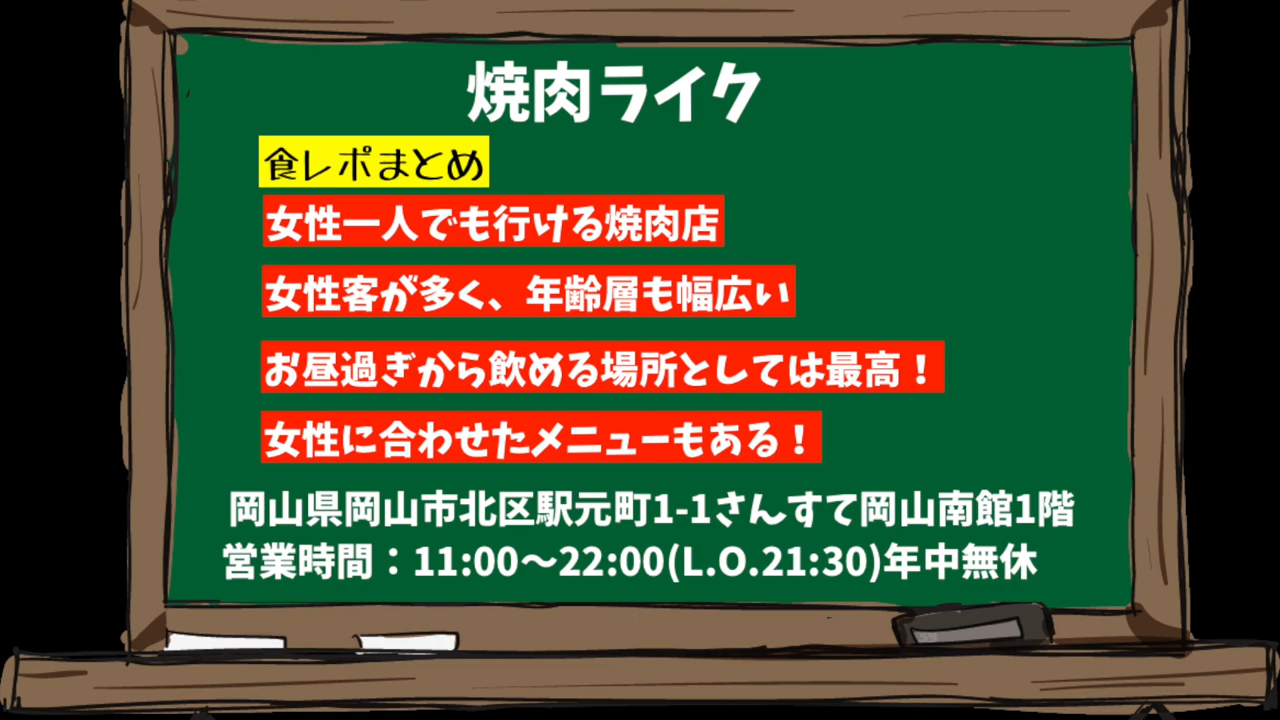 焼肉ライク
食レポまとめ
女性一人でも行ける焼肉店
女性客が多く、年齢層も幅広い
お昼過ぎから飲める場所としては最高！
女性に合わせたメニューもある！
岡山県岡山市北区駅元町1-1さんすて岡山南館1階
営業時間：11:00〜22:00(L.O.21:30)年中無休